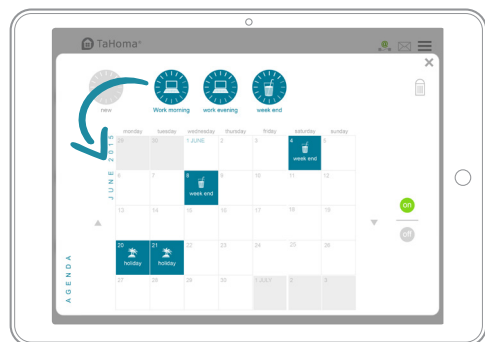 TaHoma®
new
Work morning
work evening
week end
monday tuesday wednesday thursday friday saturday sunday
JUNE 2015
29 30 1 JUNE 2 3 4 5
week end
6 7 8 9 10 11 12
week end
13 14 15 16 17 18 19
20 21 22 23 24 25 26
holiday holiday
27 28 29 30 1 JULY 2 3
on
off
AGENDA